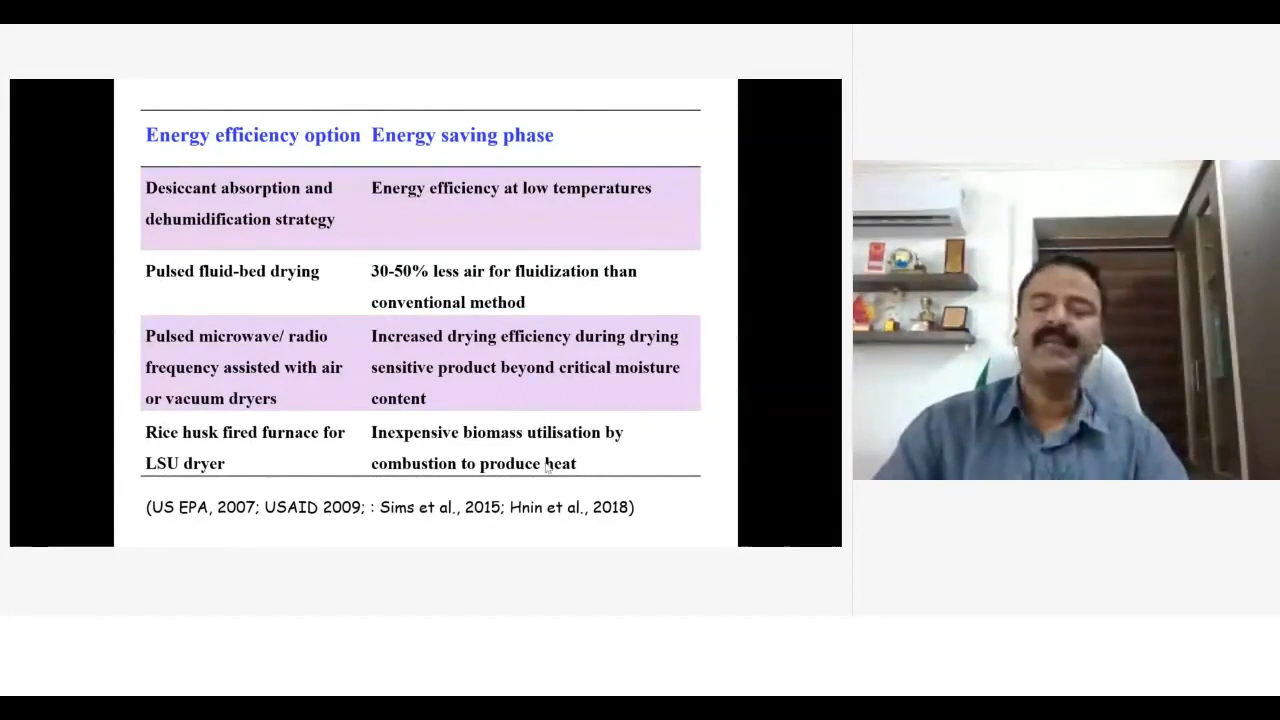 Energy efficiency option Energy saving phase
Desiccant absorption and Energy efficiency at low temperatures
dehumidification strategy
Pulsed fluid-bed drying 30-50% less air for fluidization than
conventional method
Pulsed microwave/ radio Increased drying efficiency during drying
frequency assisted with air sensitive product beyond critical moisture
or vacuum dryers content
Rice husk fired furnace for Inexpensive biomass utilisation by
LSU dryer combustion to produce heat
(US EPA, 2007; USAID 2009; : Sims et al., 2015; Hnin et al., 2018)